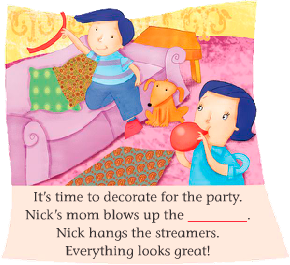 It's time to decorate for the party.
Nick's mom blows up the _________.
Nick hangs the streamers.
Everything looks great!